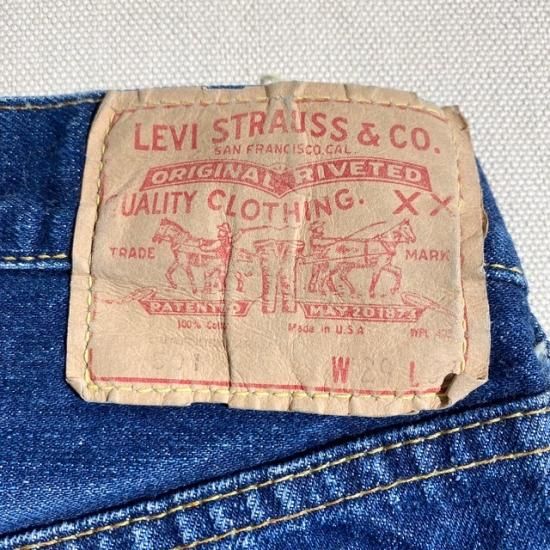 LEVI STRAUSS & CO.
SAN FRANCISCO, CAL.
ORIGINAL RIVETED
UALITY CLOTHING. XX
TRADE MARK
PATENTED MAY 20 1873
100% Made in U.S.A.
W 29 L